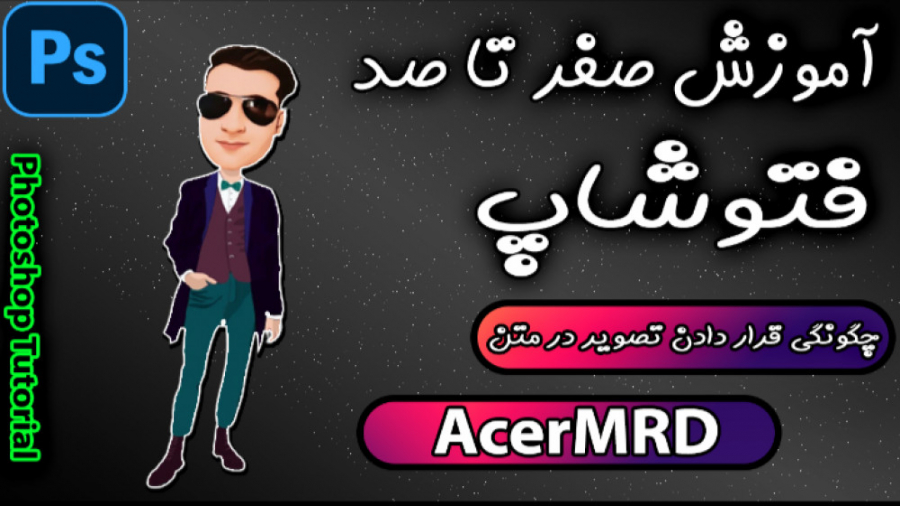 Ps
آموزش صفر تا صد
فتوشاپ
چگونگی قرار دادن تصویر در متن
AcerMRD
Photoshop Tutorial